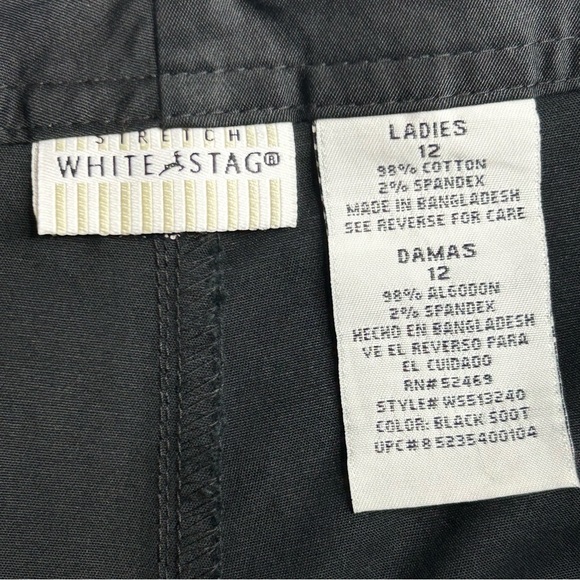 STRETCH
WHITE STAG®
LADIES
12
98% COTTON
2% SPANDEX
MADE IN BANGLADESH
SEE REVERSE FOR CARE
DAMAS
12
98% ALGODON
2% SPANDEX
HECHO EN BANGLADESH
VE EL REVERSO PARA
EL CUIDADO
RN# 52469
STYLE# WS513240
COLOR: BLACK SOOT
UPC# 8 5235400104